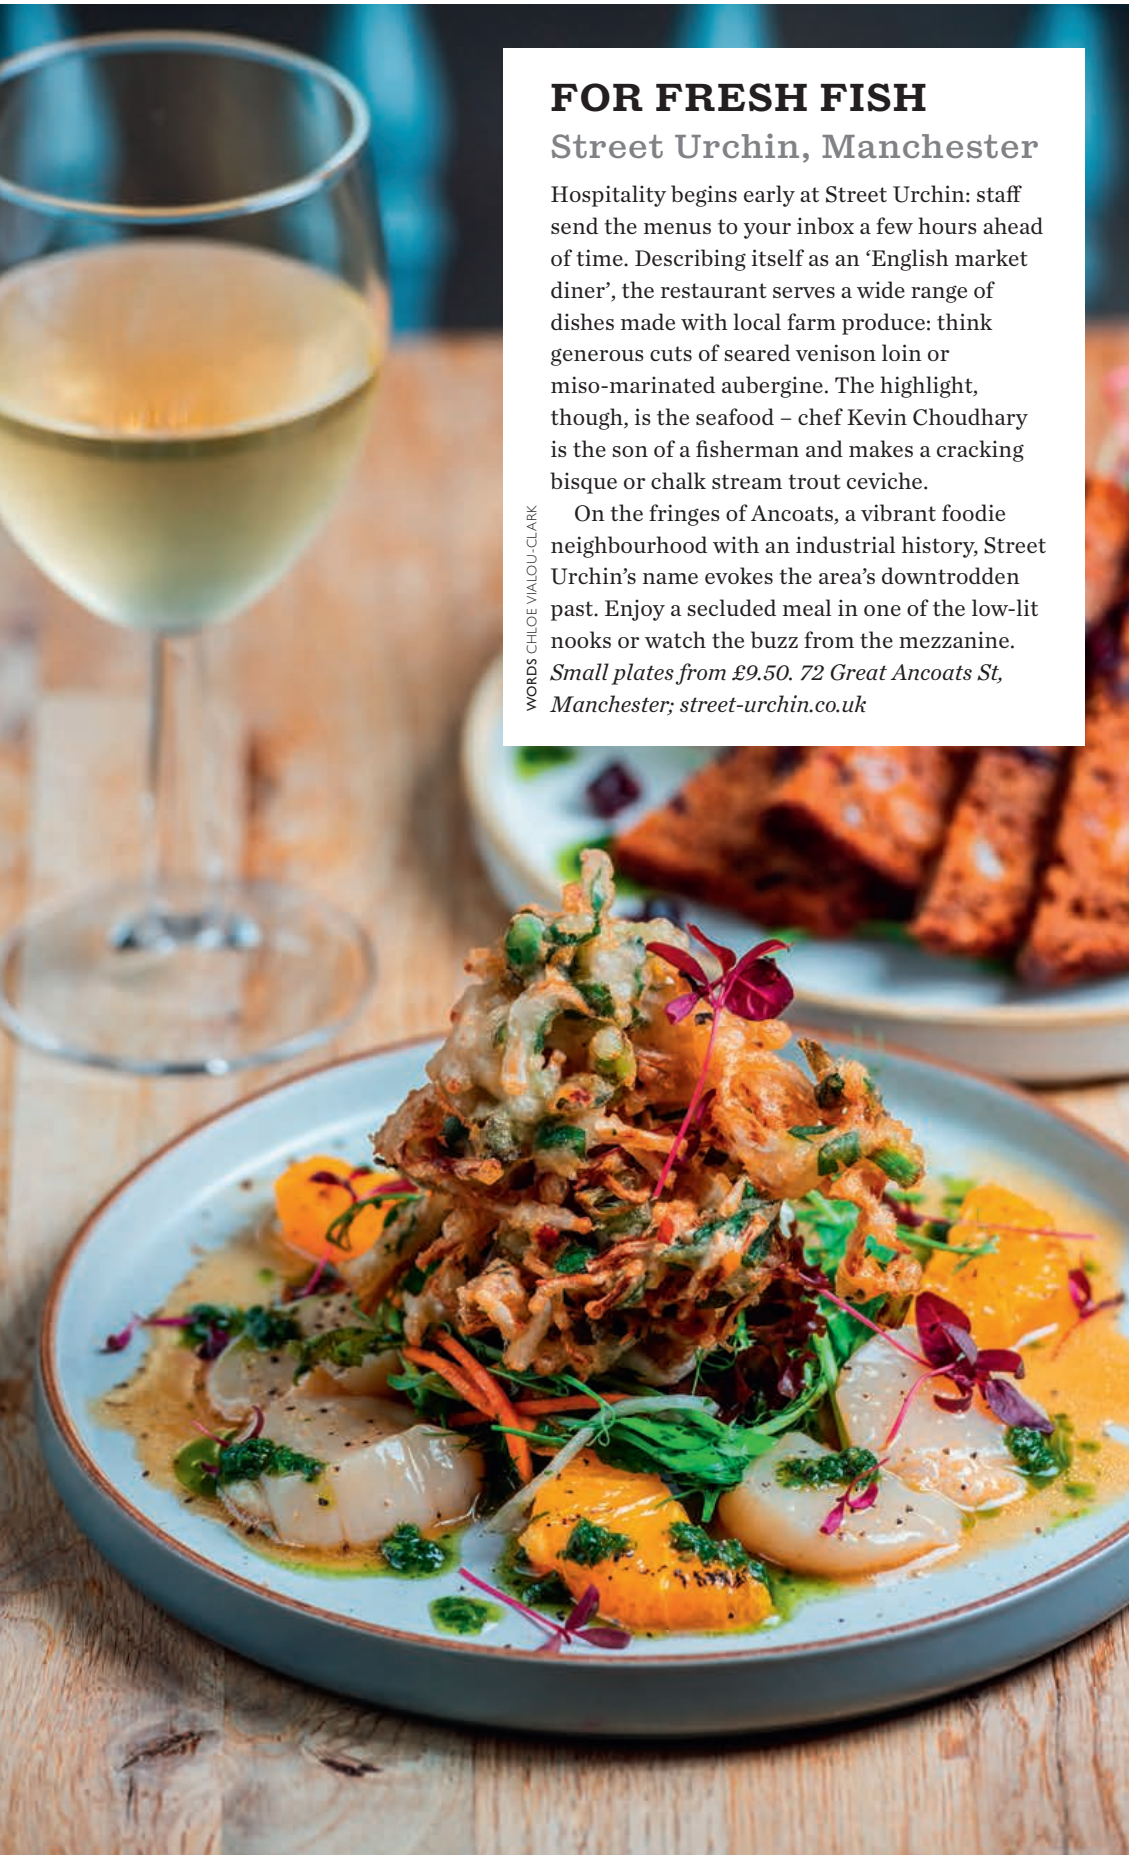 FOR FRESH FISH
Street Urchin, Manchester
Hospitality begins early at Street Urchin: staff
send the menus to your inbox a few hours ahead
of time. Describing itself as an ‘English market
diner’, the restaurant serves a wide range of
dishes made with local farm produce: think
generous cuts of seared venison loin or
miso-marinated aubergine. The highlight,
though, is the seafood – chef Kevin Choudhary
is the son of a fisherman and makes a cracking
bisque or chalk stream trout ceviche.
On the fringes of Ancoats, a vibrant foodie
neighbourhood with an industrial history, Street
Urchin’s name evokes the area’s downtrodden
past. Enjoy a secluded meal in one of the low-lit
nooks or watch the buzz from the mezzanine.
Small plates from £9.50. 72 Great Ancoats St,
Manchester; street-urchin.co.uk
WORDS CHLOE VIALOU-CLARK